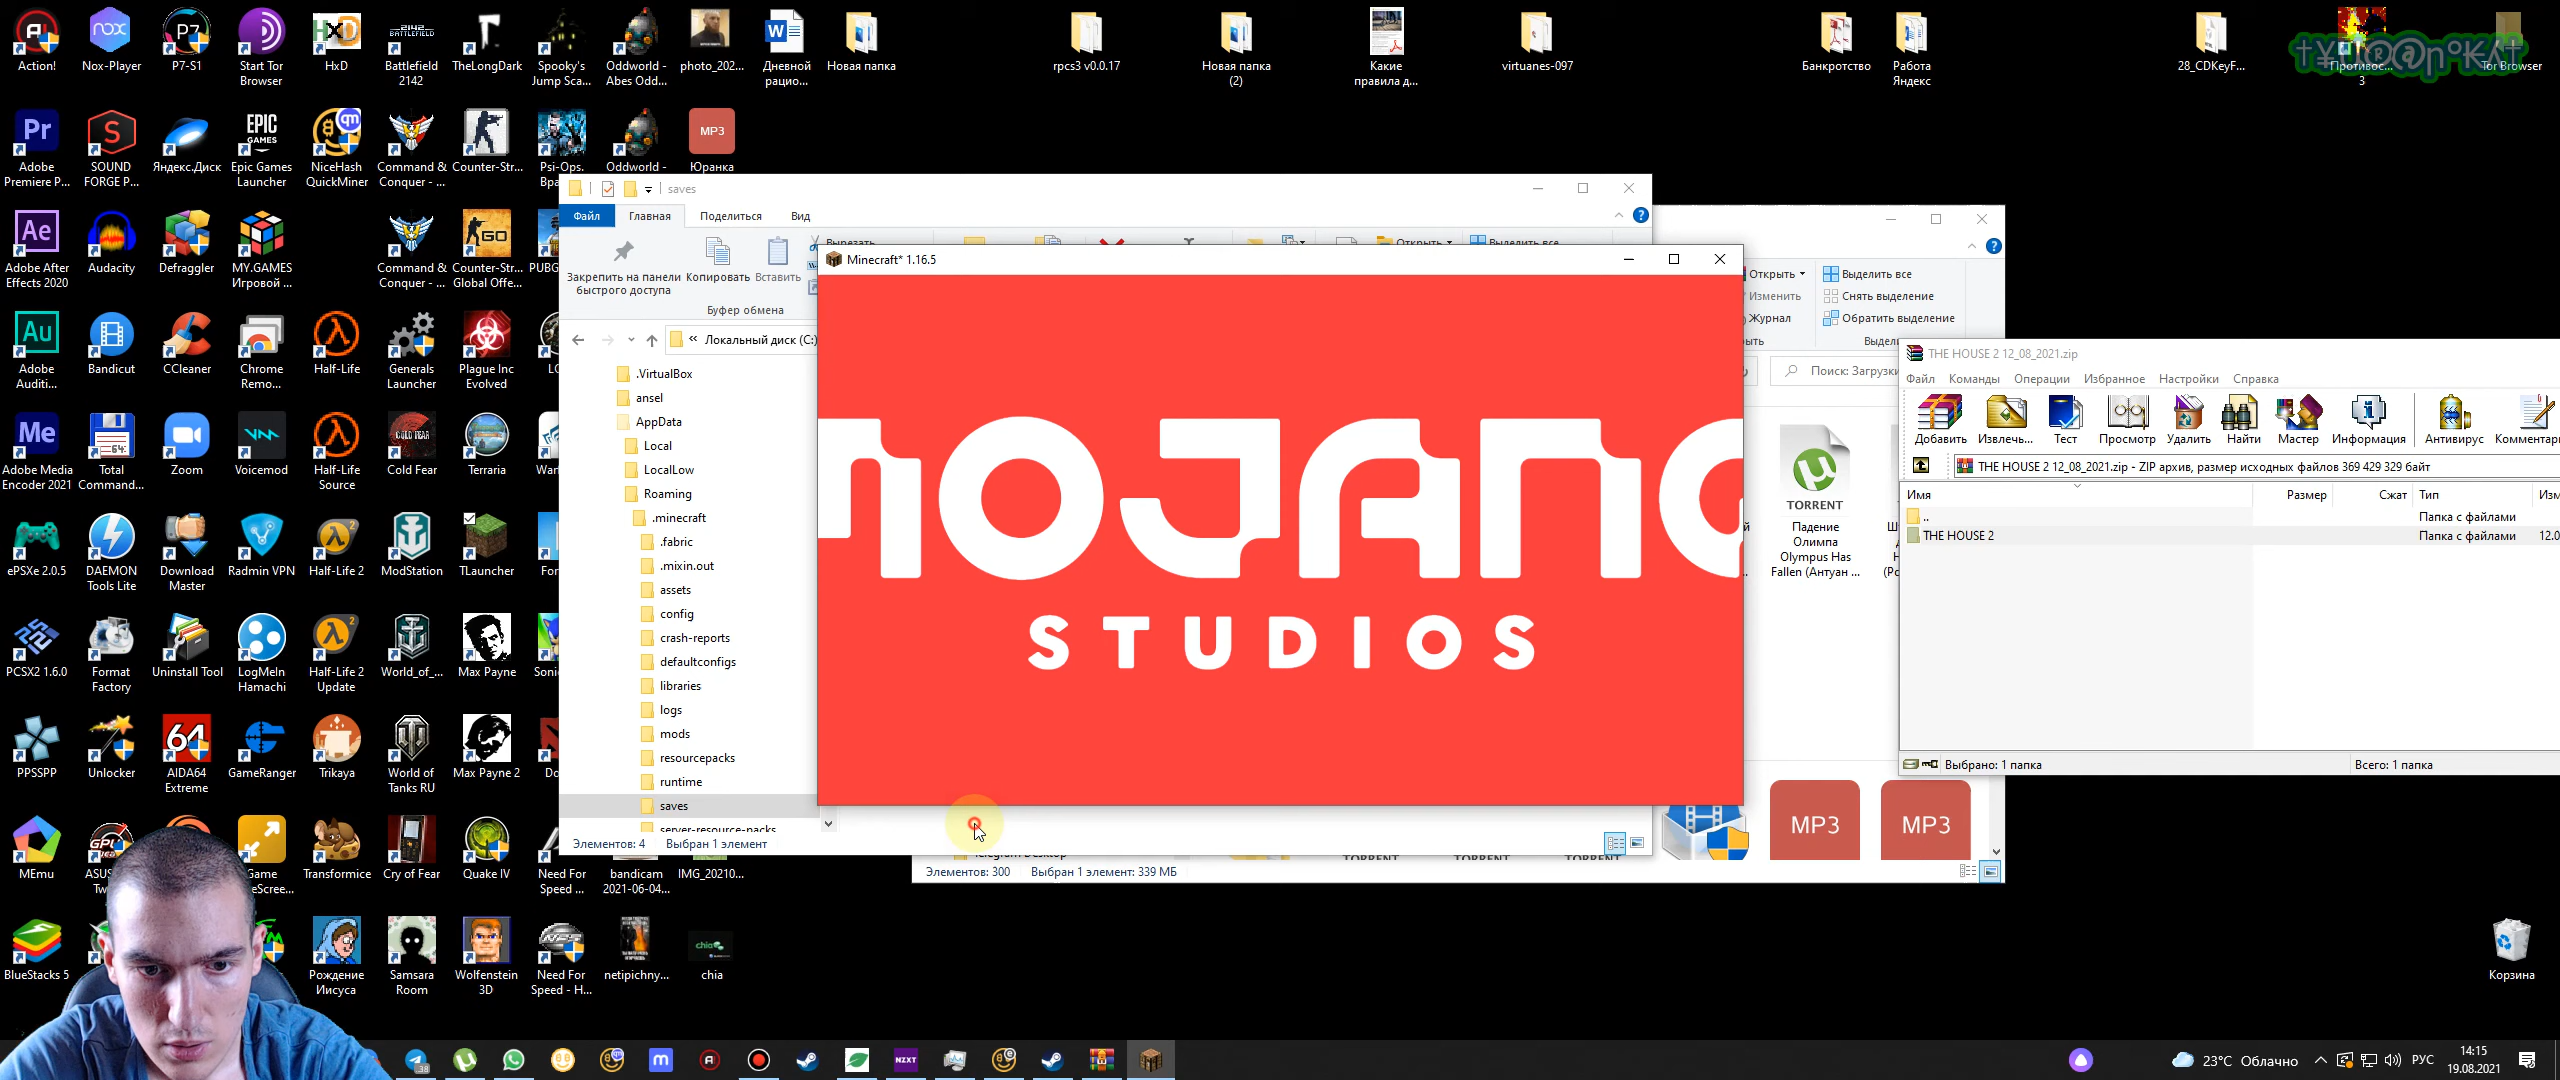 Action!
Nox-Player
P7-S1
Start Tor
Browser
HxD
Battlefield
2142
TheLongDark
Spooky's
Jump Sca...
Oddworld -
Abes Odd...
photo_202...
Дневной
рацио...
Новая папка
rpcs3 v0.0.17
Новая папка
(2)
Какие
правила д...
virtuanes-097
Банкротство
Работа
Яндекс
28_CDKeyF...
Противос...
3
Tor Browser
Adobe
Premiere P...
SOUND
FORGE P...
Яндекс.Диск
Epic Games
Launcher
NiceHash
QuickMiner
Command &
Conquer - ...
Counter-Str...
Psi-Ops.
Oddworld -
MP3
Юранка
saves
Файл
Главная
Поделиться
Вид
Закрепить на панели
быстрого доступа
Копировать
Вставить
Вырезать
Открыть
Выделить все
Буфер обмена
Adobe After
Effects 2020
Audacity
Defraggler
MY.GAMES
Игровой ...
Command &
Conquer - ...
Counter-Str...
Global Offe...
PUBG
Minecraft* 1.16.5
MOJANG
STUDIOS
Открыть
Изменить
Журнал
Выделить все
Снять выделение
Обратить выделение
Локальный диск (C:)
Поиск: Загрузки
.VirtualBox
ansel
AppData
Local
LocalLow
Roaming
.minecraft
.fabric
.mixin.out
assets
config
crash-reports
defaultconfigs
libraries
logs
mods
resourcepacks
runtime
saves
server-resource-packs
Элементов: 4
Выбран 1 элемент
Adobe
Auditi...
Bandicut
CCleaner
Chrome
Remo...
Half-Life
Generals
Launcher
Plague Inc
Evolved
Adobe Media
Encoder 2021
Total
Command...
Zoom
Voicemod
Half-Life
Source
Cold Fear
Terraria
ePSXe 2.0.5
DAEMON
Tools Lite
Download
Master
Radmin VPN
Half-Life 2
ModStation
TLauncher
PCSX2 1.6.0
Format
Factory
Uninstall Tool
LogMeIn
Hamachi
Half-Life 2
Update
World_of_...
Max Payne
PPSSPP
Unlocker
AIDA64
Extreme
GameRanger
Trikaya
World of
Tanks RU
Max Payne 2
MEmu
Transformice
Cry of Fear
Quake IV
Need For
Speed ...
bandicam
2021-06-04...
IMG_20210...
BlueStacks 5
Рождение
Иисуса
Samsara
Room
Wolfenstein
3D
Need For
Speed - H...
netipichny...
chia
THE HOUSE 2 12_08_2021.zip
Файл
Команды
Операции
Избранное
Настройки
Справка
Добавить
Извлечь...
Тест
Просмотр
Удалить
Найти
Мастер
Информация
Антивирус
THE HOUSE 2 12_08_2021.zip - ZIP архив, размер исходных файлов 369 429 329 байт
Имя
Размер
Сжат
Тип
..
Папка с файлами
THE HOUSE 2
Папка с файлами
Выбрано: 1 папка
Всего: 1 папка
TORRENT
Падение
Олимпа
Olympus Has
Fallen (Антуан ...
MP3
MP3
Элементов: 300
Выбран 1 элемент: 339 МБ
Корзина
NZXT
23°C Облачно
РУС
14:15
19.08.2021